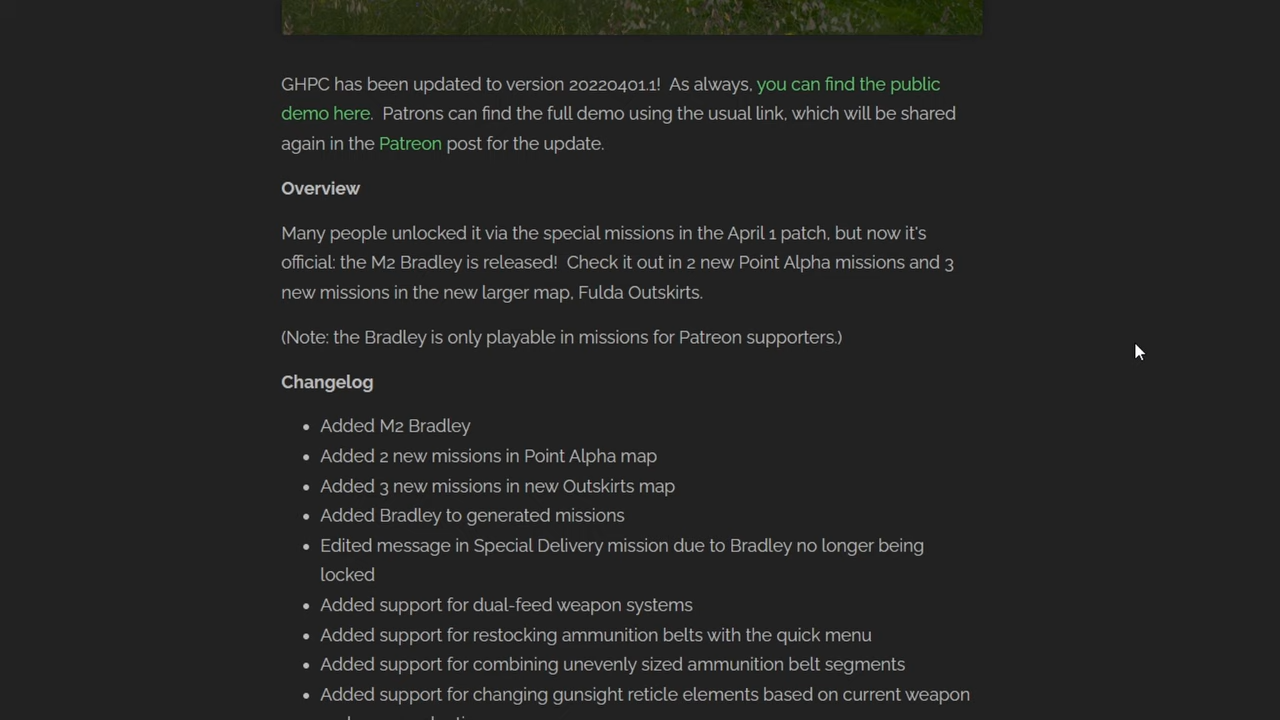 GHPC has been updated to version 20220401.1! As always, you can find the public
demo here. Patrons can find the full demo using the usual link, which will be shared
again in the Patreon post for the update.
Overview
Many people unlocked it via the special missions in the April 1 patch, but now it's
official: the M2 Bradley is released! Check it out in 2 new Point Alpha missions and 3
new missions in the new larger map, Fulda Outskirts.
(Note: the Bradley is only playable in missions for Patreon supporters.)
Changelog
• Added M2 Bradley
• Added 2 new missions in Point Alpha map
• Added 3 new missions in new Outskirts map
• Added Bradley to generated missions
• Edited message in Special Delivery mission due to Bradley no longer being
locked
• Added support for dual-feed weapon systems
• Added support for restocking ammunition belts with the quick menu
• Added support for combining unevenly sized ammunition belt segments
• Added support for changing gunsight reticle elements based on current weapon